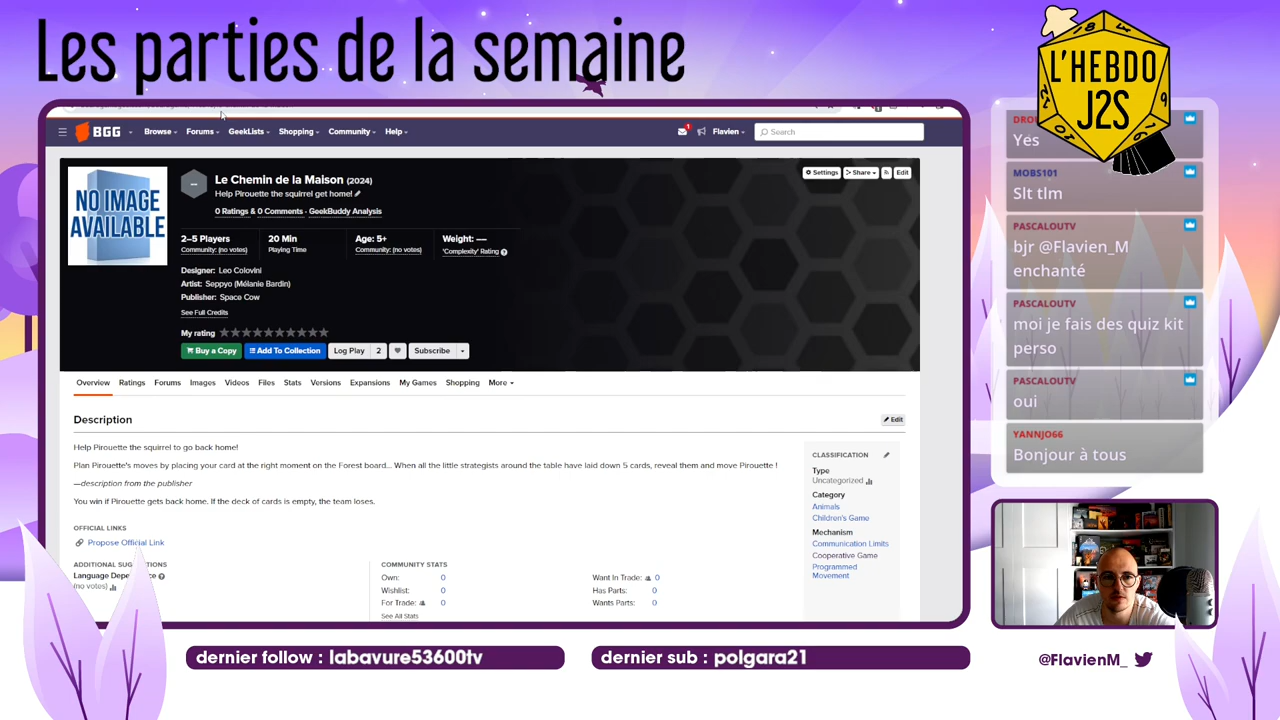 Les parties de la semaine
L'HEBDO
J2S
BGG
Browse
Forums
GeekLists
Shopping
Community
Help
1
Flavien
Search
NO IMAGE
AVAILABLE
--
Le Chemin de la Maison (2024)
Help Pirouette the squirrel get home!
0 Ratings & 0 Comments - GeekBuddy Analysis
Settings
Share
Edit
2–5 Players
Community: (no votes)
20 Min
Playing Time
Age: 5+
Community: (no votes)
Weight: --
'Complexity' Rating
Designer: Leo Colovini
Artist: Seppyo (Mélanie Bardin)
Publisher: Space Cow
See Full Credits
My rating
Buy a Copy
Add To Collection
Log Play 2
Subscribe
Overview Ratings Forums Images Videos Files Stats Versions Expansions My Games Shopping More
Description
Edit
Help Pirouette the squirrel to go back home!
Plan Pirouette's moves by placing your card at the right moment on the Forest board... When all the little strategists around the table have laid down 5 cards, reveal them and move Pirouette !
—description from the publisher
You win if Pirouette gets back home. If the deck of cards is empty, the team loses.
OFFICIAL LINKS
Propose Official Link
Language
(no votes)
COMMUNITY STATS
Own: 0
Wishlist: 0
For Trade: 0
See All Stats
Want In Trade: 0
Has Parts: 0
Wants Parts: 0
CLASSIFICATION
Type
Uncategorized
Category
Animals
Children's Game
Mechanism
Communication Limits
Cooperative Game
Programmed
Movement
Yes
MOBS101
Slt tlm
PASCALOUTV
bjr @Flavien_M
enchanté
PASCALOUTV
moi je fais des quiz kit
perso
PASCALOUTV
oui
YANNJO66
Bonjour à tous
dernier follow : labavure53600tv
dernier sub : polgara21
@FlavienM_